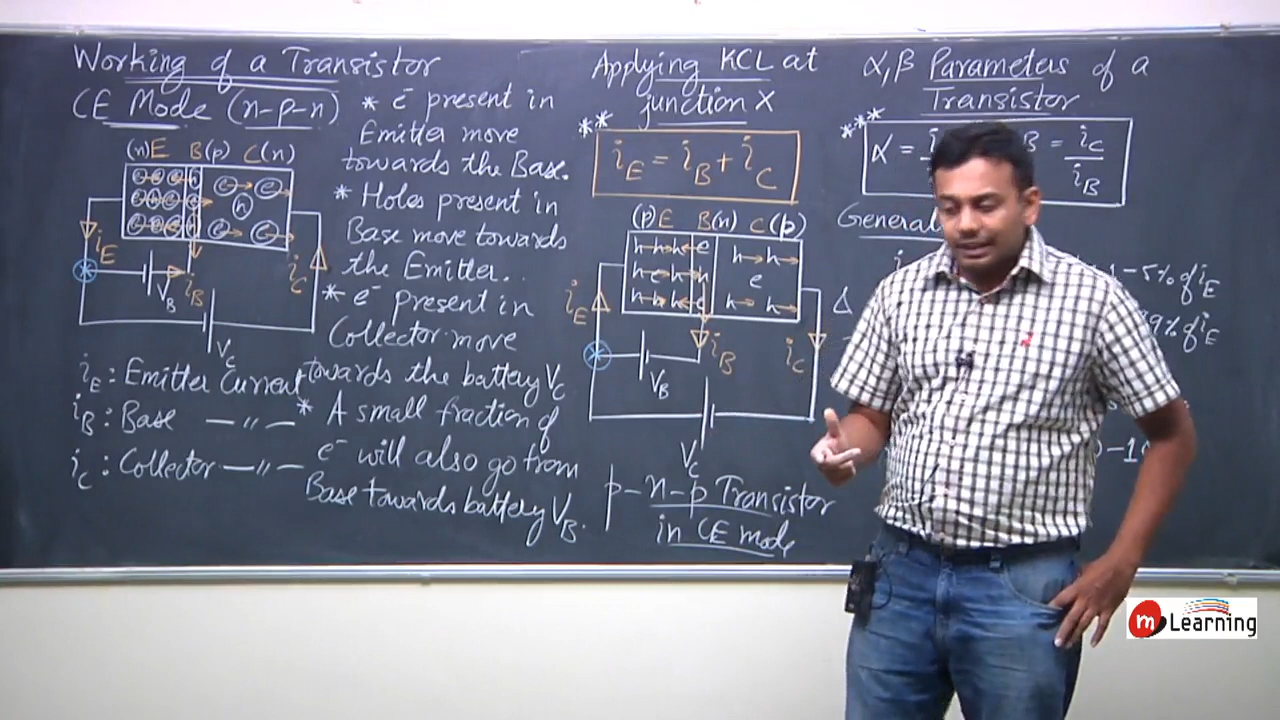 Working of a Transistor
CE Mode (n-p-n)
(n)E B(p) C(n)
e e e h e e
e e e h h
e e e h e e
iE
VB
iB
iC
VC
iE : Emitter Current
iB : Base —〃—
iC : Collector —〃—
* e⁻ present in
Emitter move
towards the Base.
* Holes present in
Base move towards
the Emitter..
* e⁻ present in
Collector move
towards the battery VC
* A small fraction of
e⁻ will also go from
Base towards battery VB.
Applying KCL at
junction X
**
iE = iB + iC
(p)E B(n) C(p)
h h h e h h
h e h h e
h h h e h h
iE
VB
iB
iC
VC
p-n-p Transistor
in CE mode
α, β Parameters of a
Transistor
***
α = β = iC/iB
General
- 5% of iE
9% of iE
Δ
m Learning